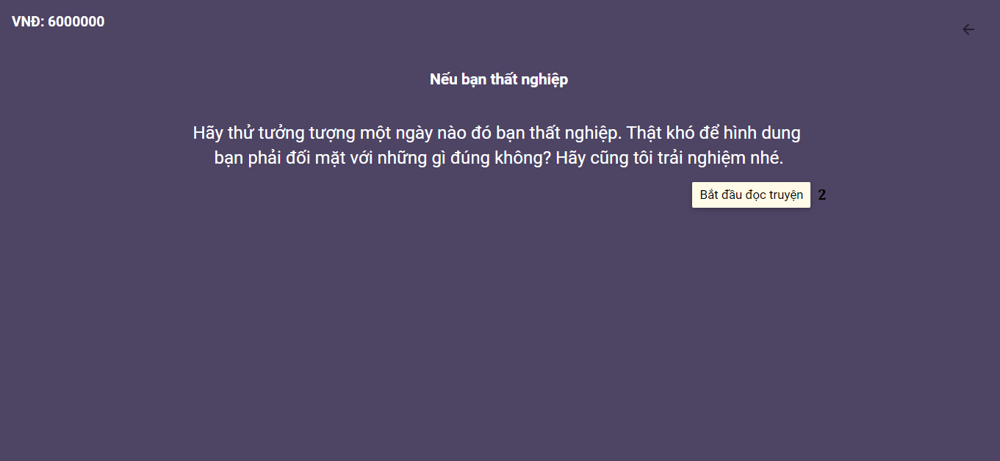 VNĐ: 6000000
Nếu bạn thất nghiệp
Hãy thử tưởng tượng một ngày nào đó bạn thất nghiệp. Thật khó để hình dung
bạn phải đối mặt với những gì đúng không? Hãy cũng tôi trải nghiệm nhé.
Bắt đầu đọc truyện 2